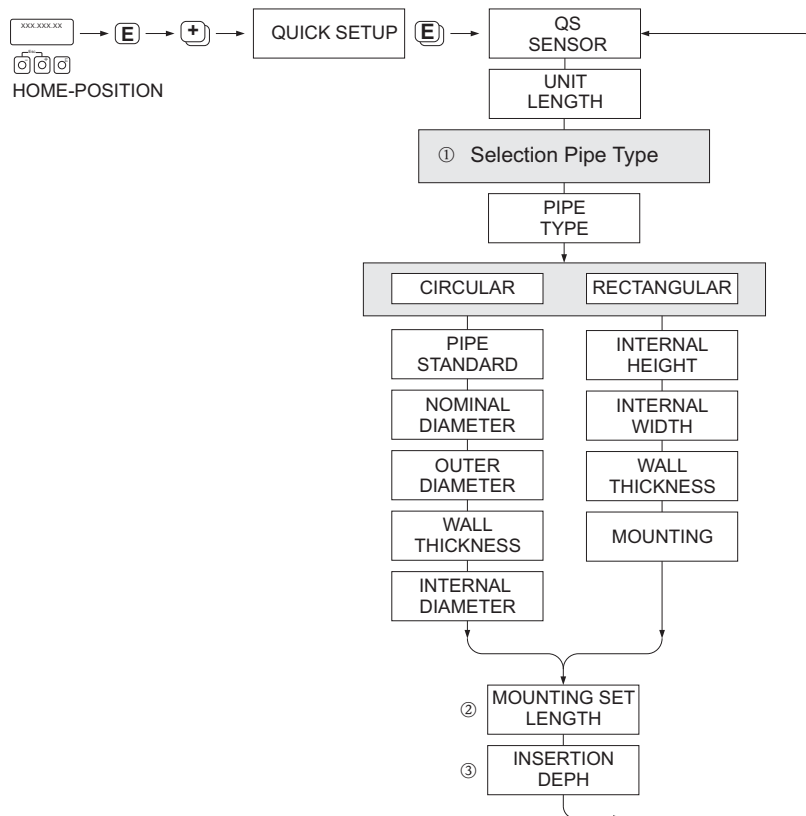 xxx.xxx.xx
Esc
E
+
QUICK SETUP
E
QS
SENSOR
HOME-POSITION
UNIT
LENGTH
① Selection Pipe Type
PIPE
TYPE
CIRCULAR
RECTANGULAR
PIPE
STANDARD
INTERNAL
HEIGHT
NOMINAL
DIAMETER
INTERNAL
WIDTH
OUTER
DIAMETER
WALL
THICKNESS
WALL
THICKNESS
MOUNTING
INTERNAL
DIAMETER
② MOUNTING SET
LENGTH
③ INSERTION
DEPH